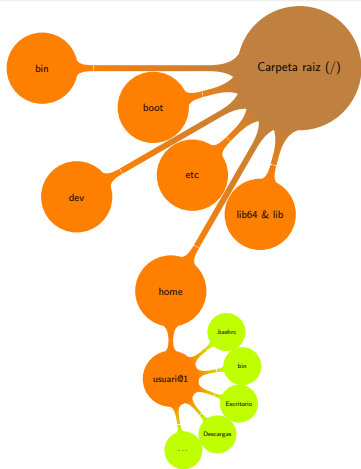 Carpeta raiz (/)
bin
boot
dev
etc
lib64 & lib
home
usuari@1
.bashrc
bin
Escritorio
Descargas
...